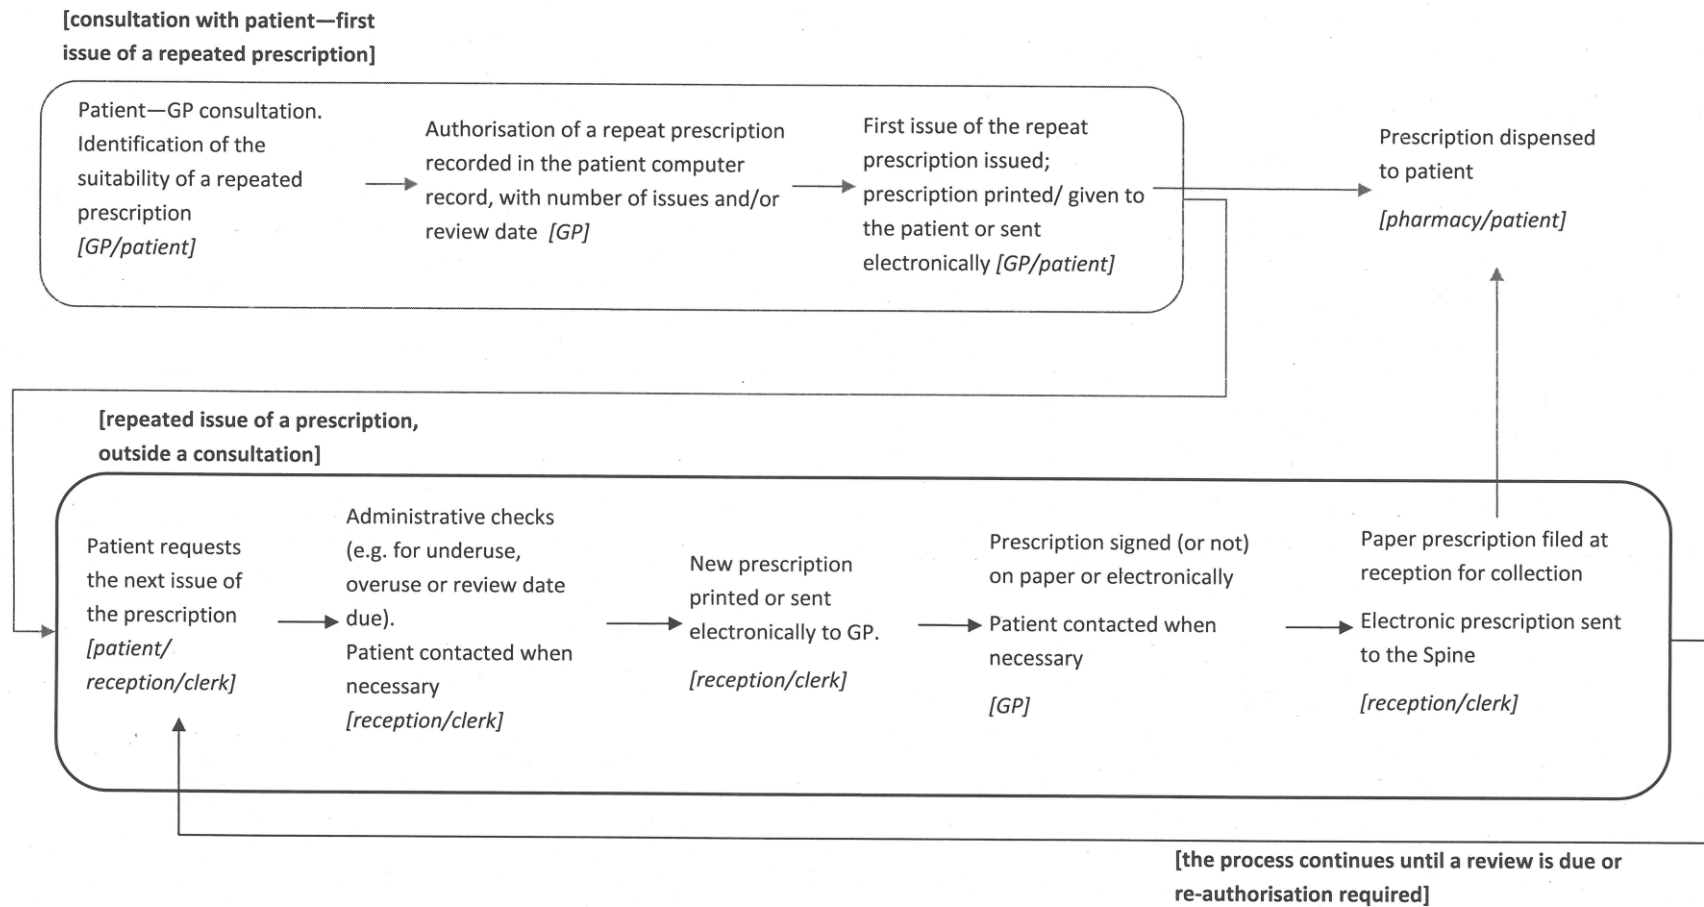 [consultation with patient—first
issue of a repeated prescription]
Patient—GP consultation.
Identification of the
suitability of a repeated
prescription
[GP/patient]
Authorisation of a repeat prescription
recorded in the patient computer
record, with number of issues and/or
review date [GP]
First issue of the repeat
prescription issued;
prescription printed/ given to
the patient or sent
electronically [GP/patient]
Prescription dispensed
to patient
[pharmacy/patient]
[repeated issue of a prescription,
outside a consultation]
Patient requests
the next issue of
the prescription
[patient/
reception/clerk]
Administrative checks
(e.g. for underuse,
overuse or review date
due).
Patient contacted when
necessary
[reception/clerk]
New prescription
printed or sent
electronically to GP.
[reception/clerk]
Prescription signed (or not)
on paper or electronically
Patient contacted when
necessary
[GP]
Paper prescription filed at
reception for collection
Electronic prescription sent
to the Spine
[reception/clerk]
[the process continues until a review is due or
re-authorisation required]